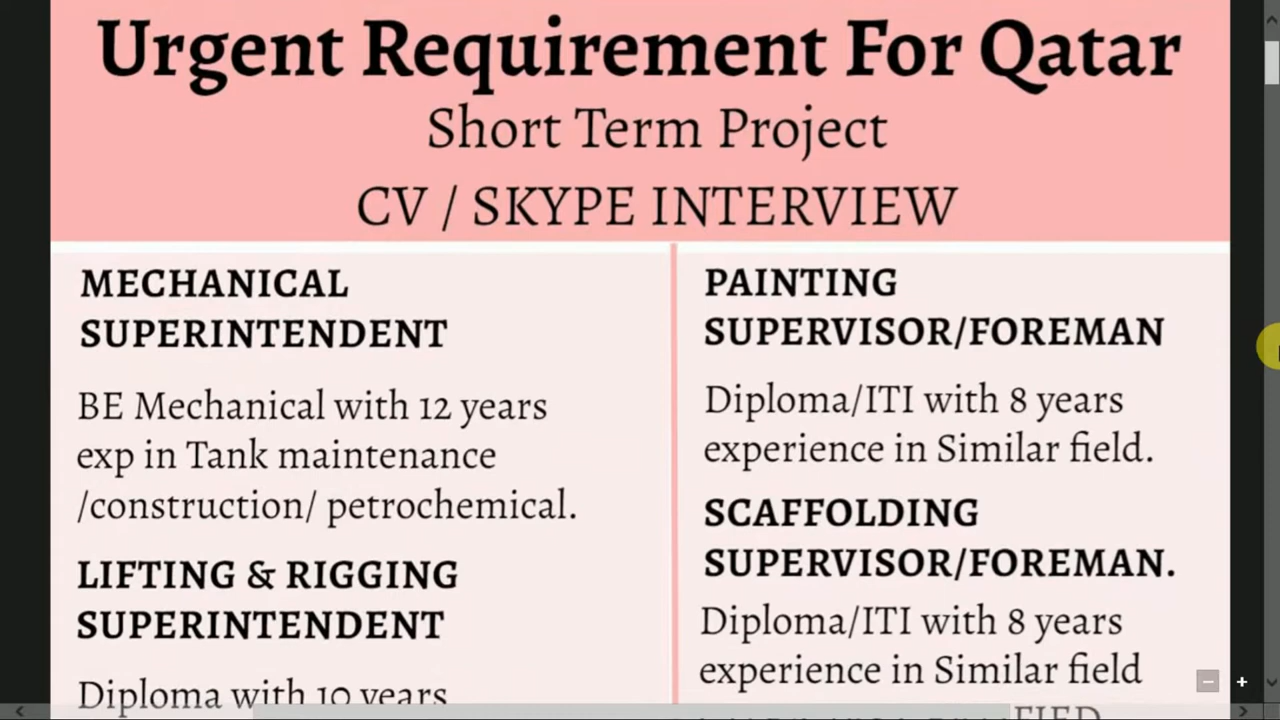 Urgent Requirement For Qatar
Short Term Project
CV / SKYPE INTERVIEW
MECHANICAL
SUPERINTENDENT
BE Mechanical with 12 years
exp in Tank maintenance
/construction/ petrochemical.
LIFTING & RIGGING
SUPERINTENDENT
Diploma with 10 years
PAINTING
SUPERVISOR/FOREMAN
Diploma/ITI with 8 years
experience in Similar field.
SCAFFOLDING
SUPERVISOR/FOREMAN.
Diploma/ITI with 8 years
experience in Similar field